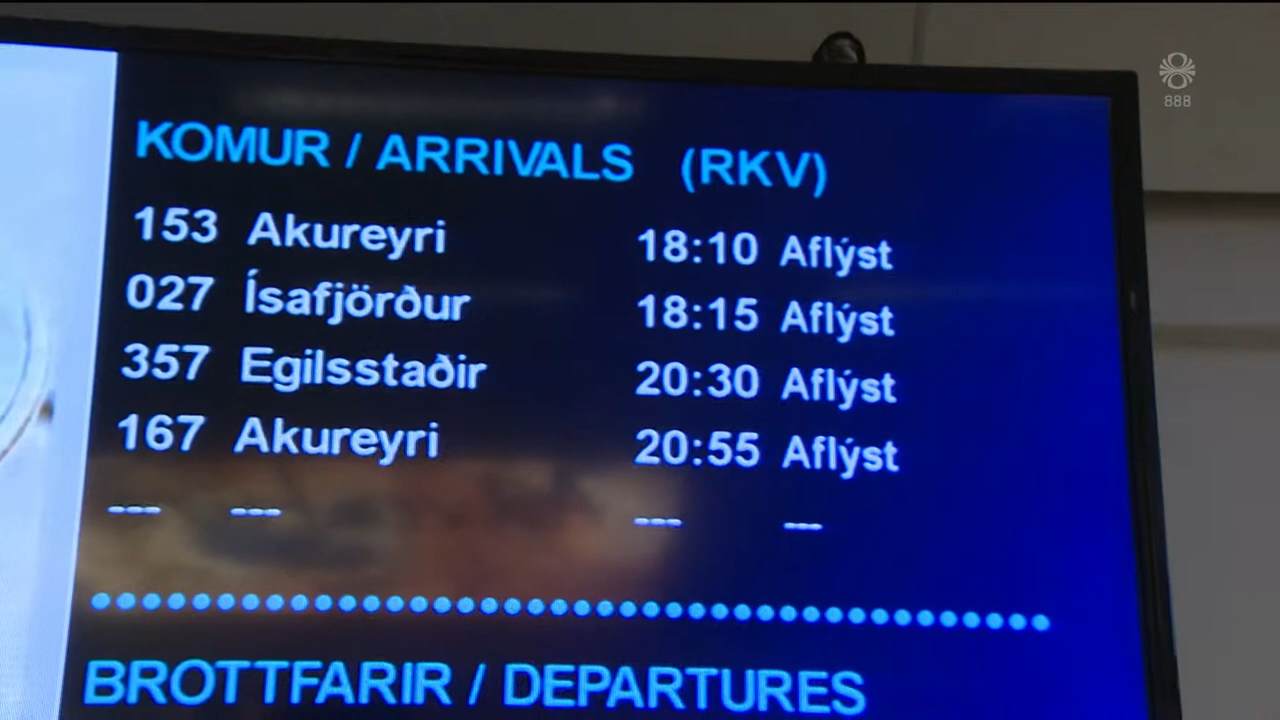 888
KOMUR / ARRIVALS (RKV)
153 Akureyri 18:10 Aflýst
027 Ísafjörður 18:15 Aflýst
357 Egilsstaðir 20:30 Aflýst
167 Akureyri 20:55 Aflýst
--- --- --- ---
BROTTFARIR / DEPARTURES